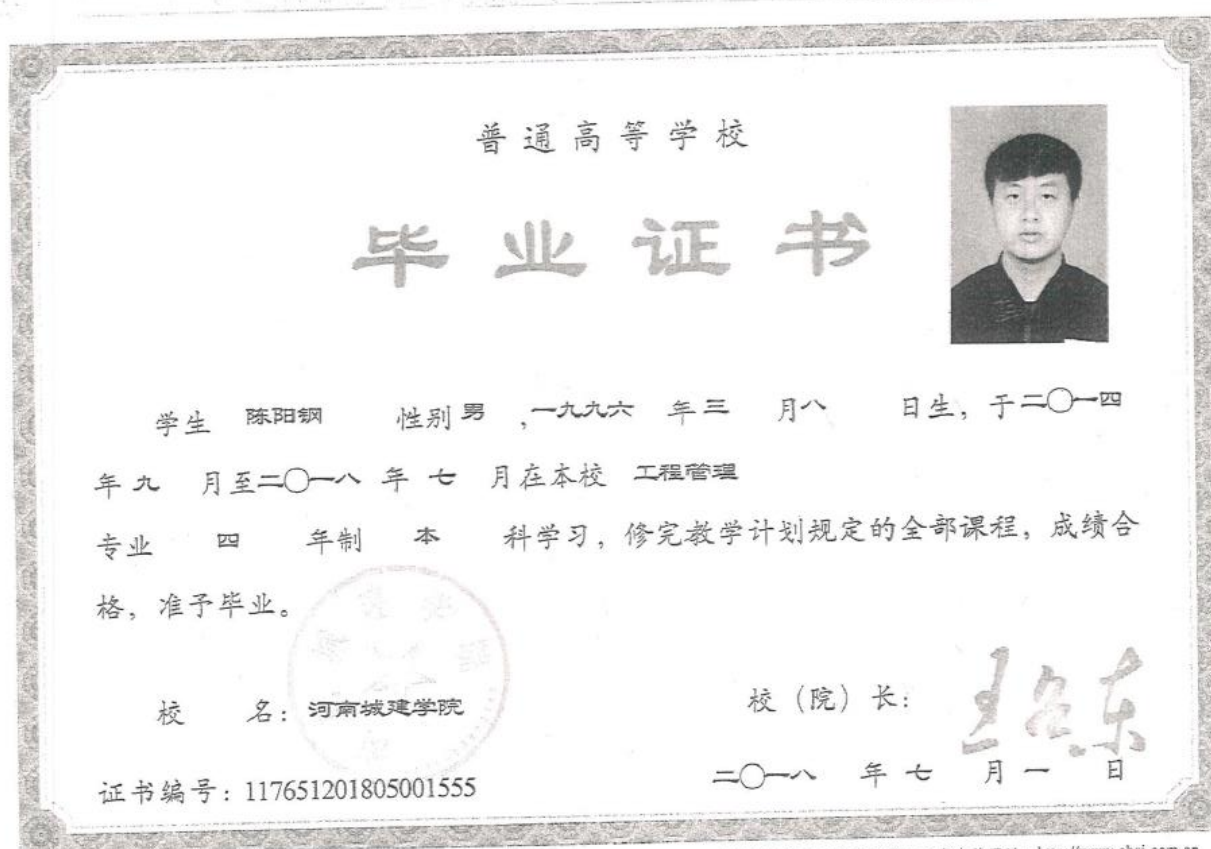 普通高等学校
毕业证书
学生 陈阳钢 性别 男 ,一九九六 年 三 月 八 日生，于二〇一四
年 九 月至二〇一八 年 七 月在本校 工程管理
专业 四 年制 本 科学习，修完教学计划规定的全部课程，成绩合
格，准予毕业。
校 名：河南城建学院
校（院）长：
证书编号：117651201805001555
二〇一八 年 七 月 一 日